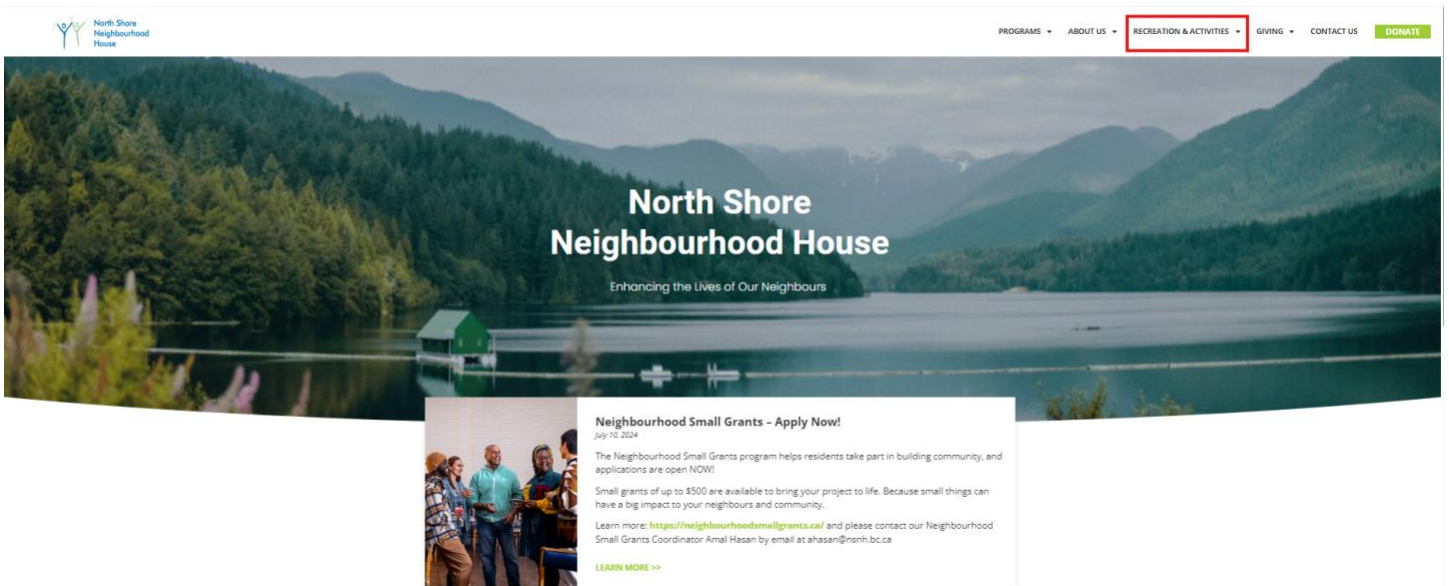 North Shore
Neighbourhood
House
PROGRAMS
ABOUT US
RECREATION & ACTIVITIES
GIVING
CONTACT US
DONATE
North Shore
Neighbourhood House
Enhancing the Lives of Our Neighbours
Neighbourhood Small Grants – Apply Now!
July 10, 2024
The Neighbourhood Small Grants program helps residents take part in building community, and
applications are open NOW!
Small grants of up to $500 are available to bring your project to life. Because small things can
have a big impact to your neighbours and community.
Learn more: https://neighbourhoodsmallgrants.ca/ and please contact our Neighbourhood
Small Grants Coordinator Amal Hasan by email at ahasan@nsnh.bc.ca
LEARN MORE >>